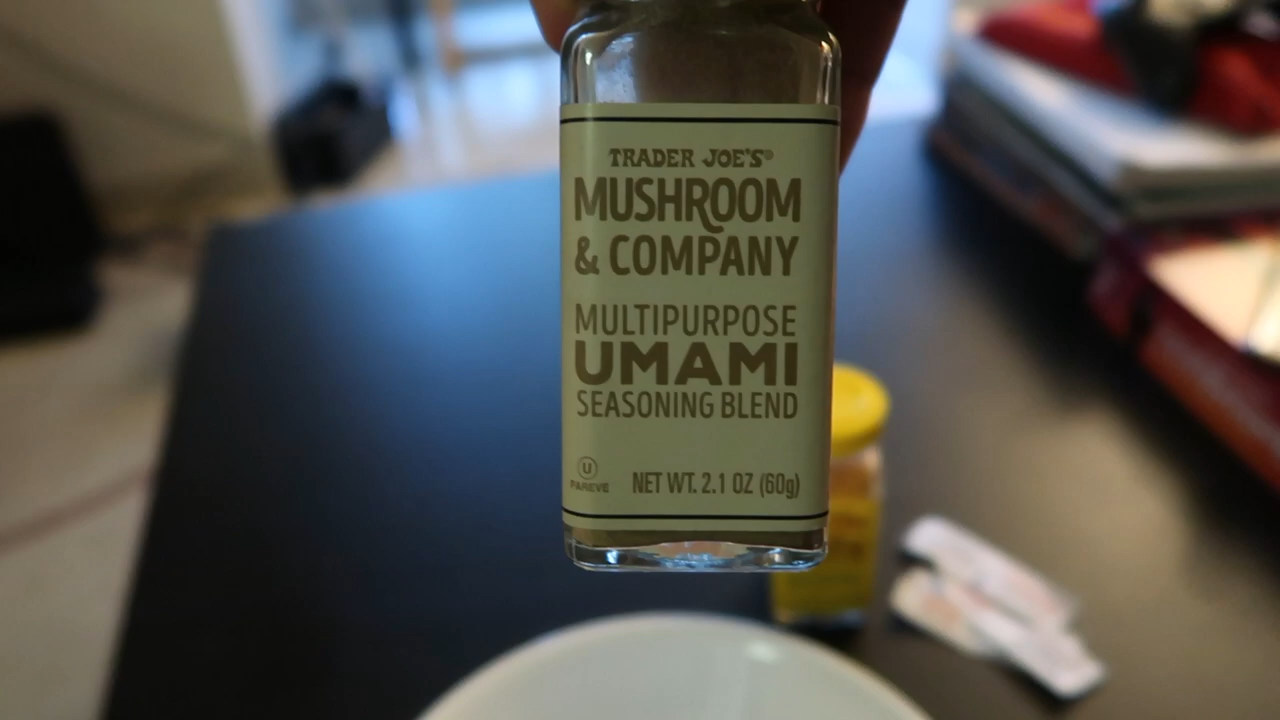 TRADER JOE'S®
MUSHROOM
& COMPANY
MULTIPURPOSE
UMAMI
SEASONING BLEND
U
PAREVE
NET WT. 2.1 OZ (60g)